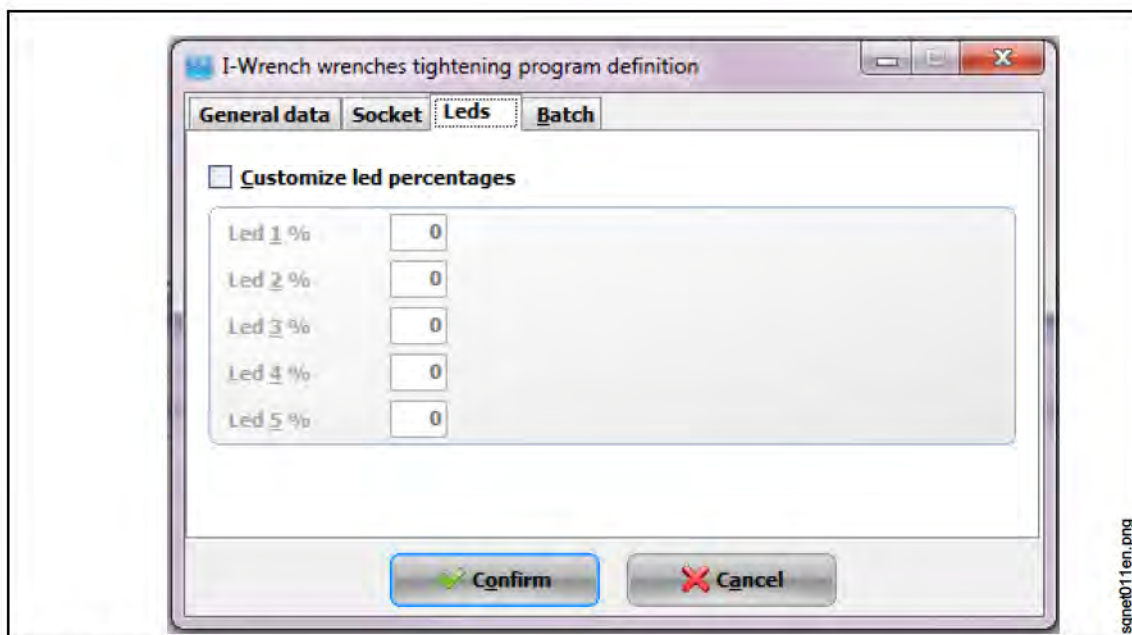 I-Wrench wrenches tightening program definition
General data Socket Leds Batch
Customize led percentages
Led 1 % 0
Led 2 % 0
Led 3 % 0
Led 4 % 0
Led 5 % 0
Confirm Cancel
sqnet011en.png